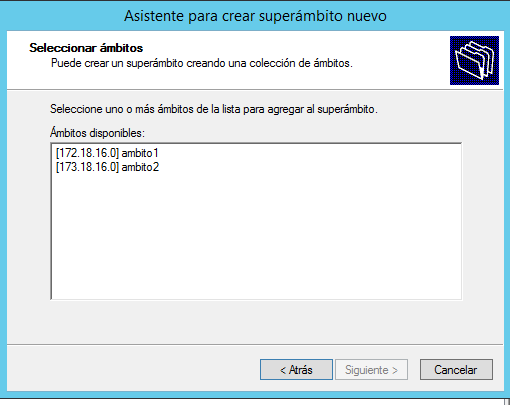 Asistente para crear superámbito nuevo
Seleccionar ámbitos
Puede crear un superámbito creando una colección de ámbitos.
Seleccione uno o más ámbitos de la lista para agregar al superámbito.
Ámbitos disponibles:
[172.18.16.0] ambito1
[173.18.16.0] ambito2
< Atrás
Siguiente >
Cancelar